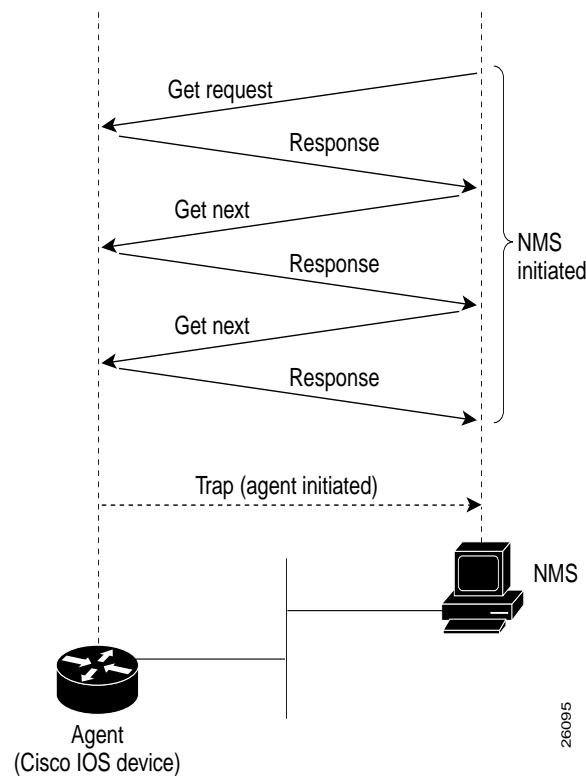 Get request
Response
Get next
Response
Get next
Response
NMS
initiated
Trap (agent initiated)
NMS
Agent
(Cisco IOS device)
26095